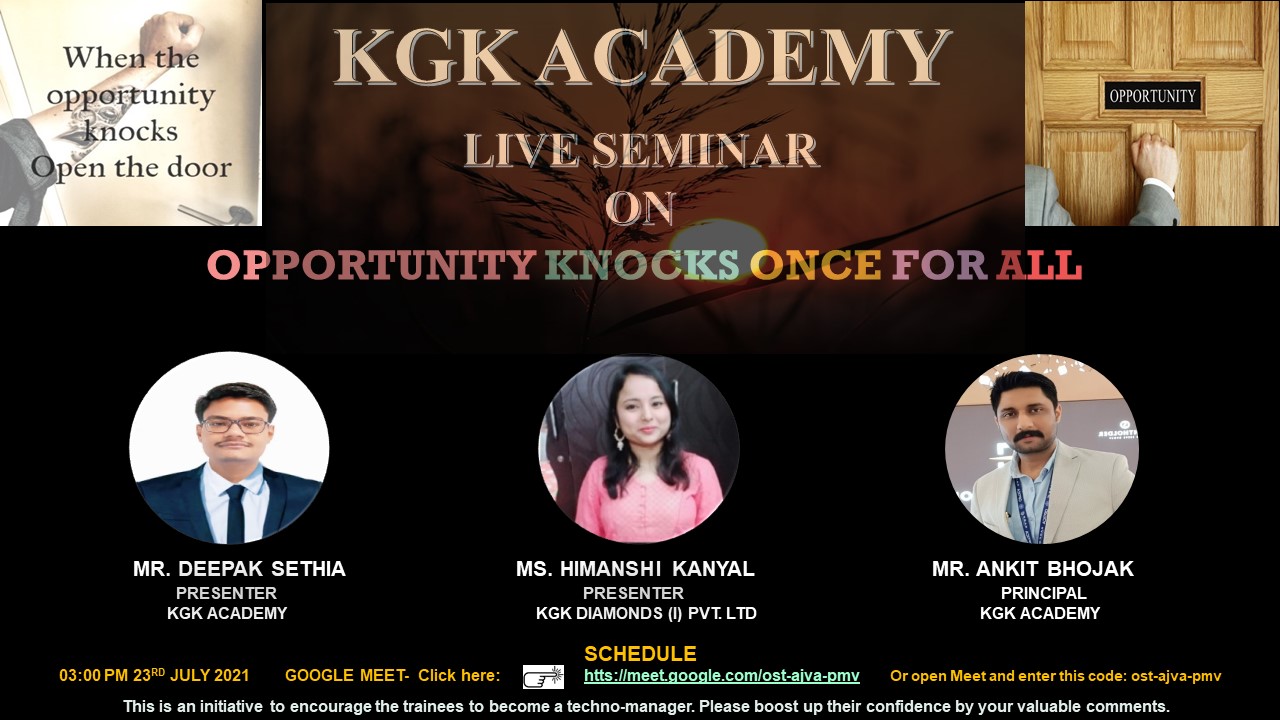 When the
opportunity
knocks
Open the door
KGK ACADEMY
LIVE SEMINAR
ON
OPPORTUNITY KNOCKS ONCE FOR ALL
OPPORTUNITY
MR. DEEPAK SETHIA
PRESENTER
KGK ACADEMY
MS. HIMANSHI KANYAL
PRESENTER
KGK DIAMONDS (I) PVT. LTD
MR. ANKIT BHOJAK
PRINCIPAL
KGK ACADEMY
SCHEDULE
03:00 PM 23RD JULY 2021 GOOGLE MEET- Click here: htts://meet.google.com/ost-ajva-pmv Or open Meet and enter this code: ost-ajva-pmv
This is an initiative to encourage the trainees to become a techno-manager. Please boost up their confidence by your valuable comments.